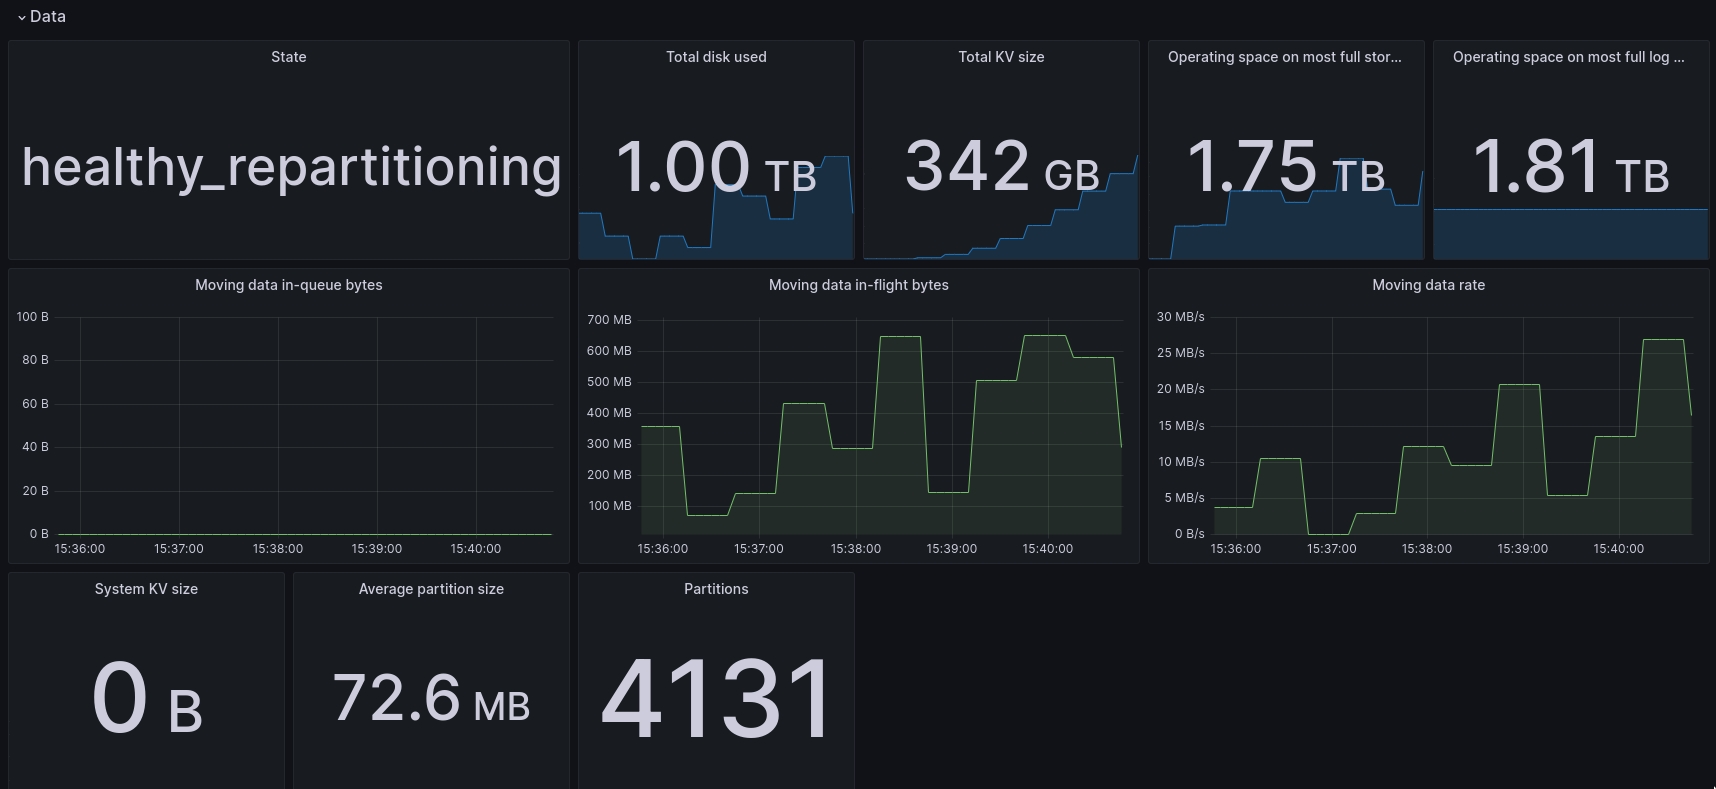 Data
State
healthy_repartitioning
Total disk used
1.00 TB
Total KV size
342 GB
Operating space on most full stor...
1.75 TB
Operating space on most full log ...
1.81 TB
Moving data in-queue bytes
100 B
80 B
60 B
40 B
20 B
0 B
15:36:00 15:37:00 15:38:00 15:39:00 15:40:00
Moving data in-flight bytes
700 MB
600 MB
500 MB
400 MB
300 MB
200 MB
100 MB
15:36:00 15:37:00 15:38:00 15:39:00 15:40:00
Moving data rate
30 MB/s
25 MB/s
20 MB/s
15 MB/s
10 MB/s
5 MB/s
0 B/s
15:36:00 15:37:00 15:38:00 15:39:00 15:40:00
System KV size
0 B
Average partition size
72.6 MB
Partitions
4131